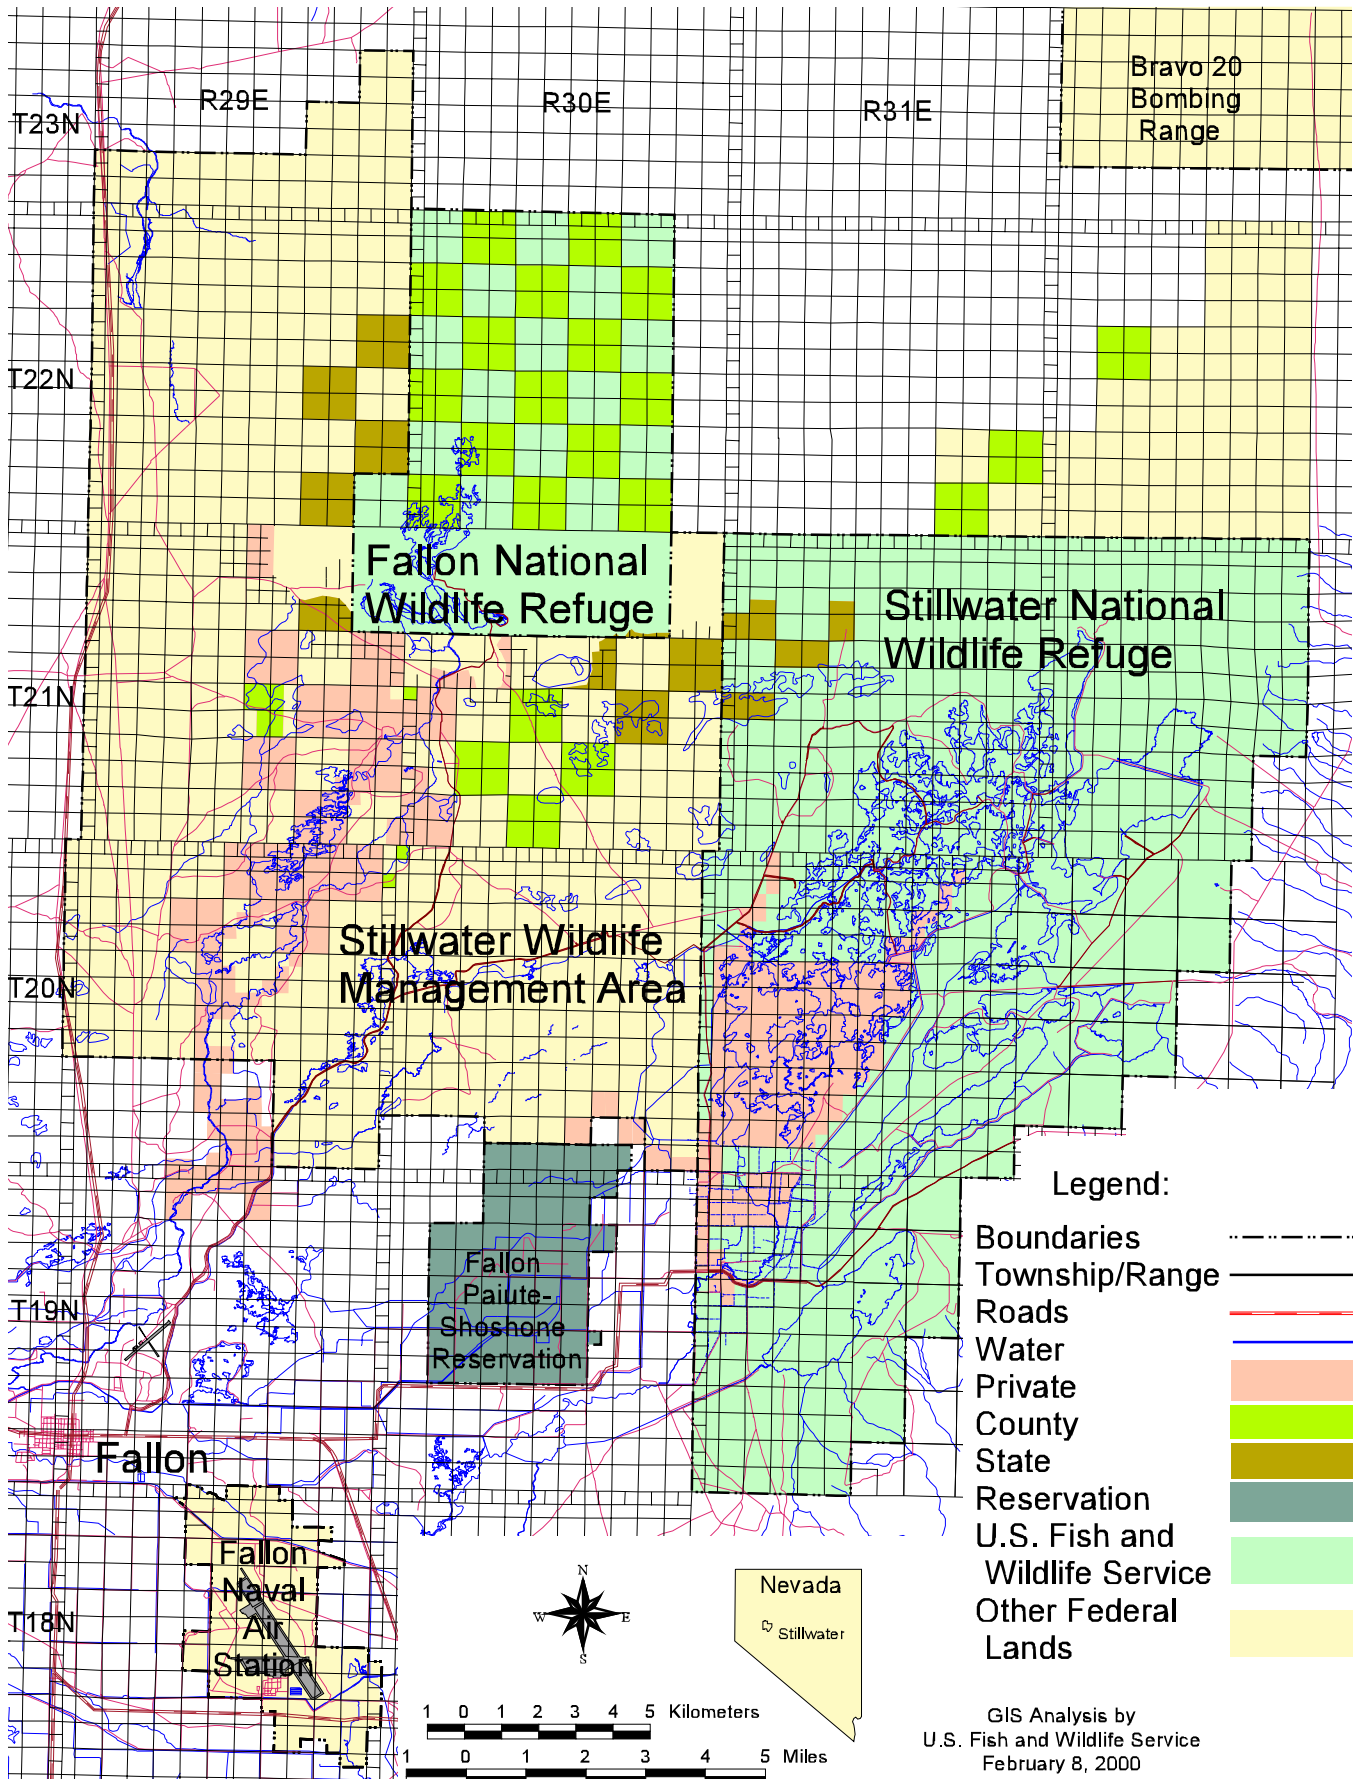 Bravo 20
Bombing
Range
R29E
R30E
R31E
T23N
T22N
Fallon National
Wildlife Refuge
Stillwater National
Wildlife Refuge
T21N
Stillwater Wildlife
Management Area
T20N
Legend:
Boundaries
Township/Range
Roads
Water
Private
County
State
Reservation
U.S. Fish and
Wildlife Service
Other Federal
Lands
Fallon
Paiute-
Shoshone
Reservation
T19N
Fallon
Fallon
Naval
Air
Station
T18N
N
W E
S
Nevada
Stillwater
1 0 1 2 3 4 5 Kilometers
1 0 1 2 3 4 5 Miles
GIS Analysis by
U.S. Fish and Wildlife Service
February 8, 2000